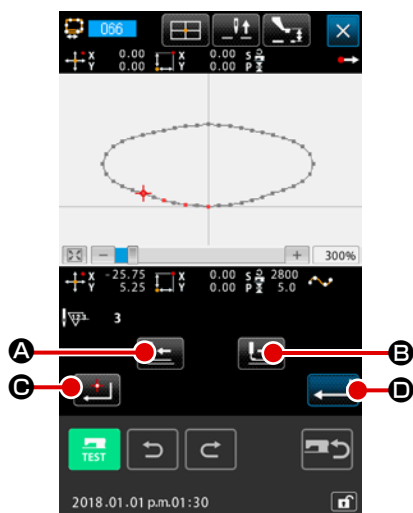 066
X 0.00 X 0.00 S
Y 0.00 Y 0.00 P
300%
X -25.75 X 0.00 S 2800
Y 5.25 Y 0.00 P 5.0
123 3
A B
C D
TEST
2018.01.01 p.m.01:30